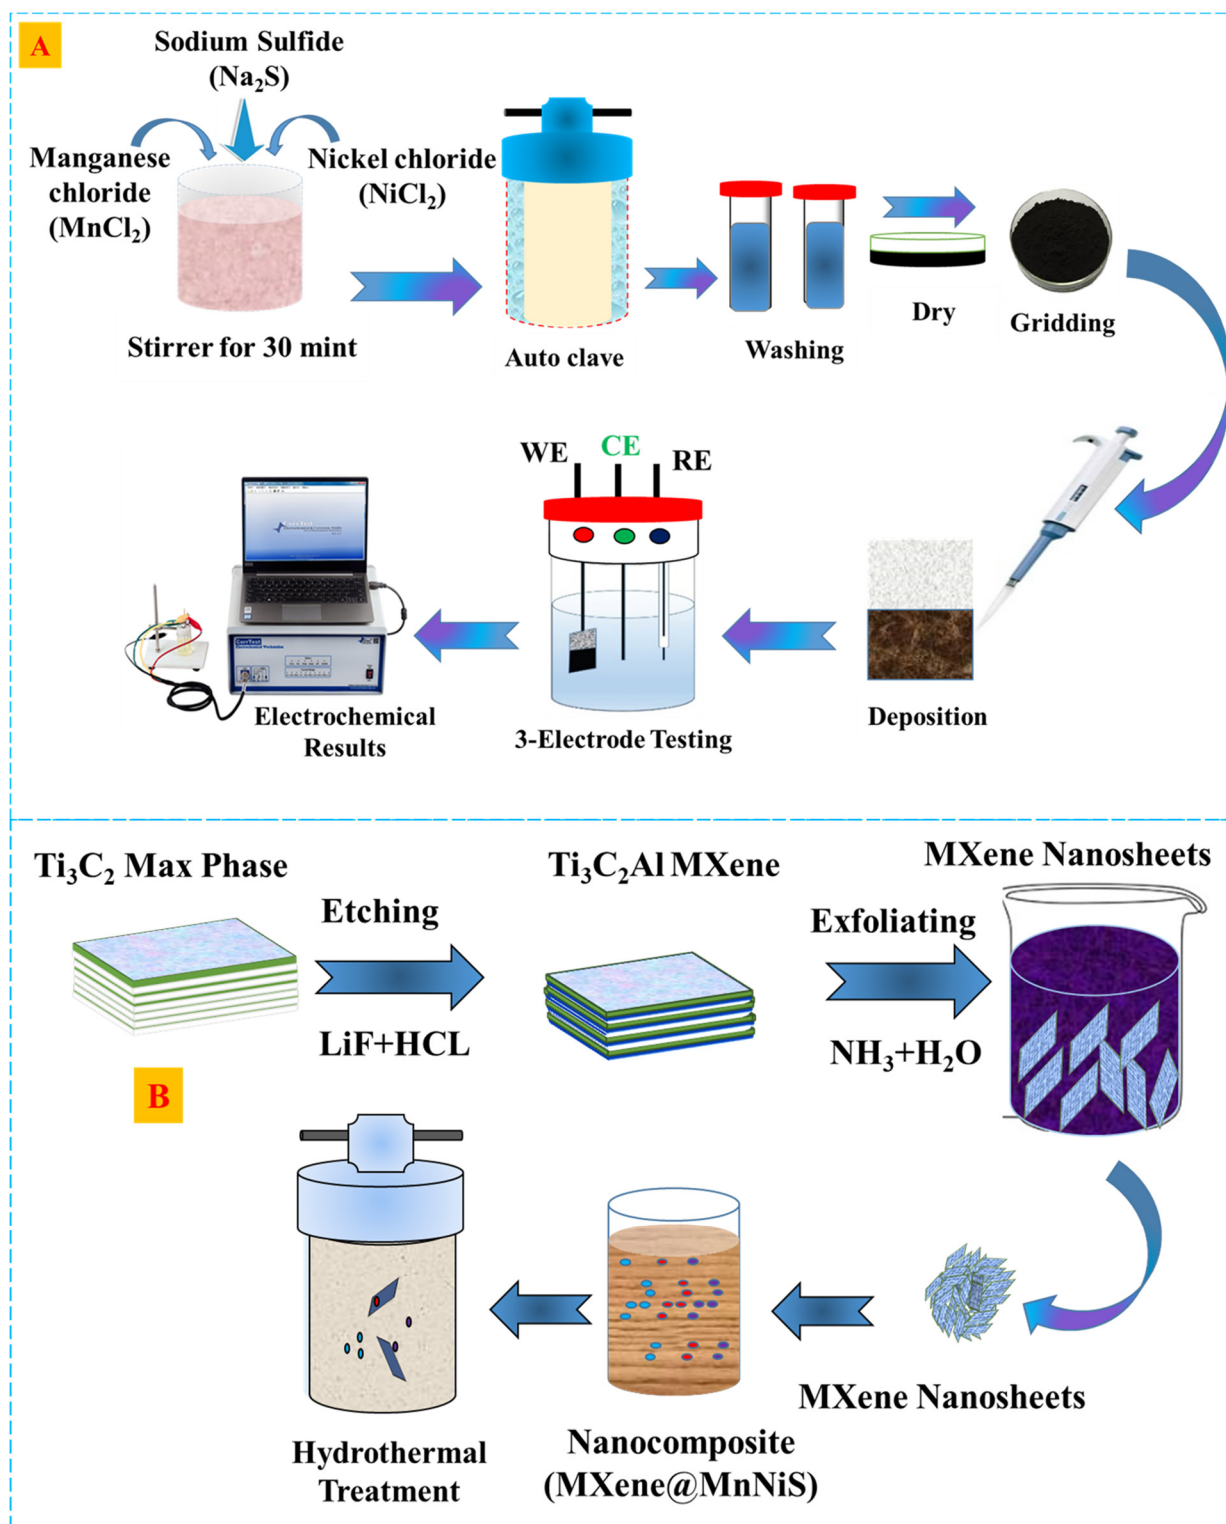 A
Sodium Sulfide
(Na₂S)
Manganese
chloride
(MnCl₂)
Nickel chloride
(NiCl₂)
Stirrer for 30 mint
Auto clave
Washing
Dry
Gridding
WE
CE
RE
CorrTest
Electrochemical
Results
3-Electrode Testing
Deposition
Ti₃C₂ Max Phase
Etching
LiF+HCL
Ti₃C₂Al MXene
Exfoliating
NH₃+H₂O
MXene Nanosheets
B
Hydrothermal
Treatment
Nanocomposite
(MXene@MnNiS)
MXene Nanosheets